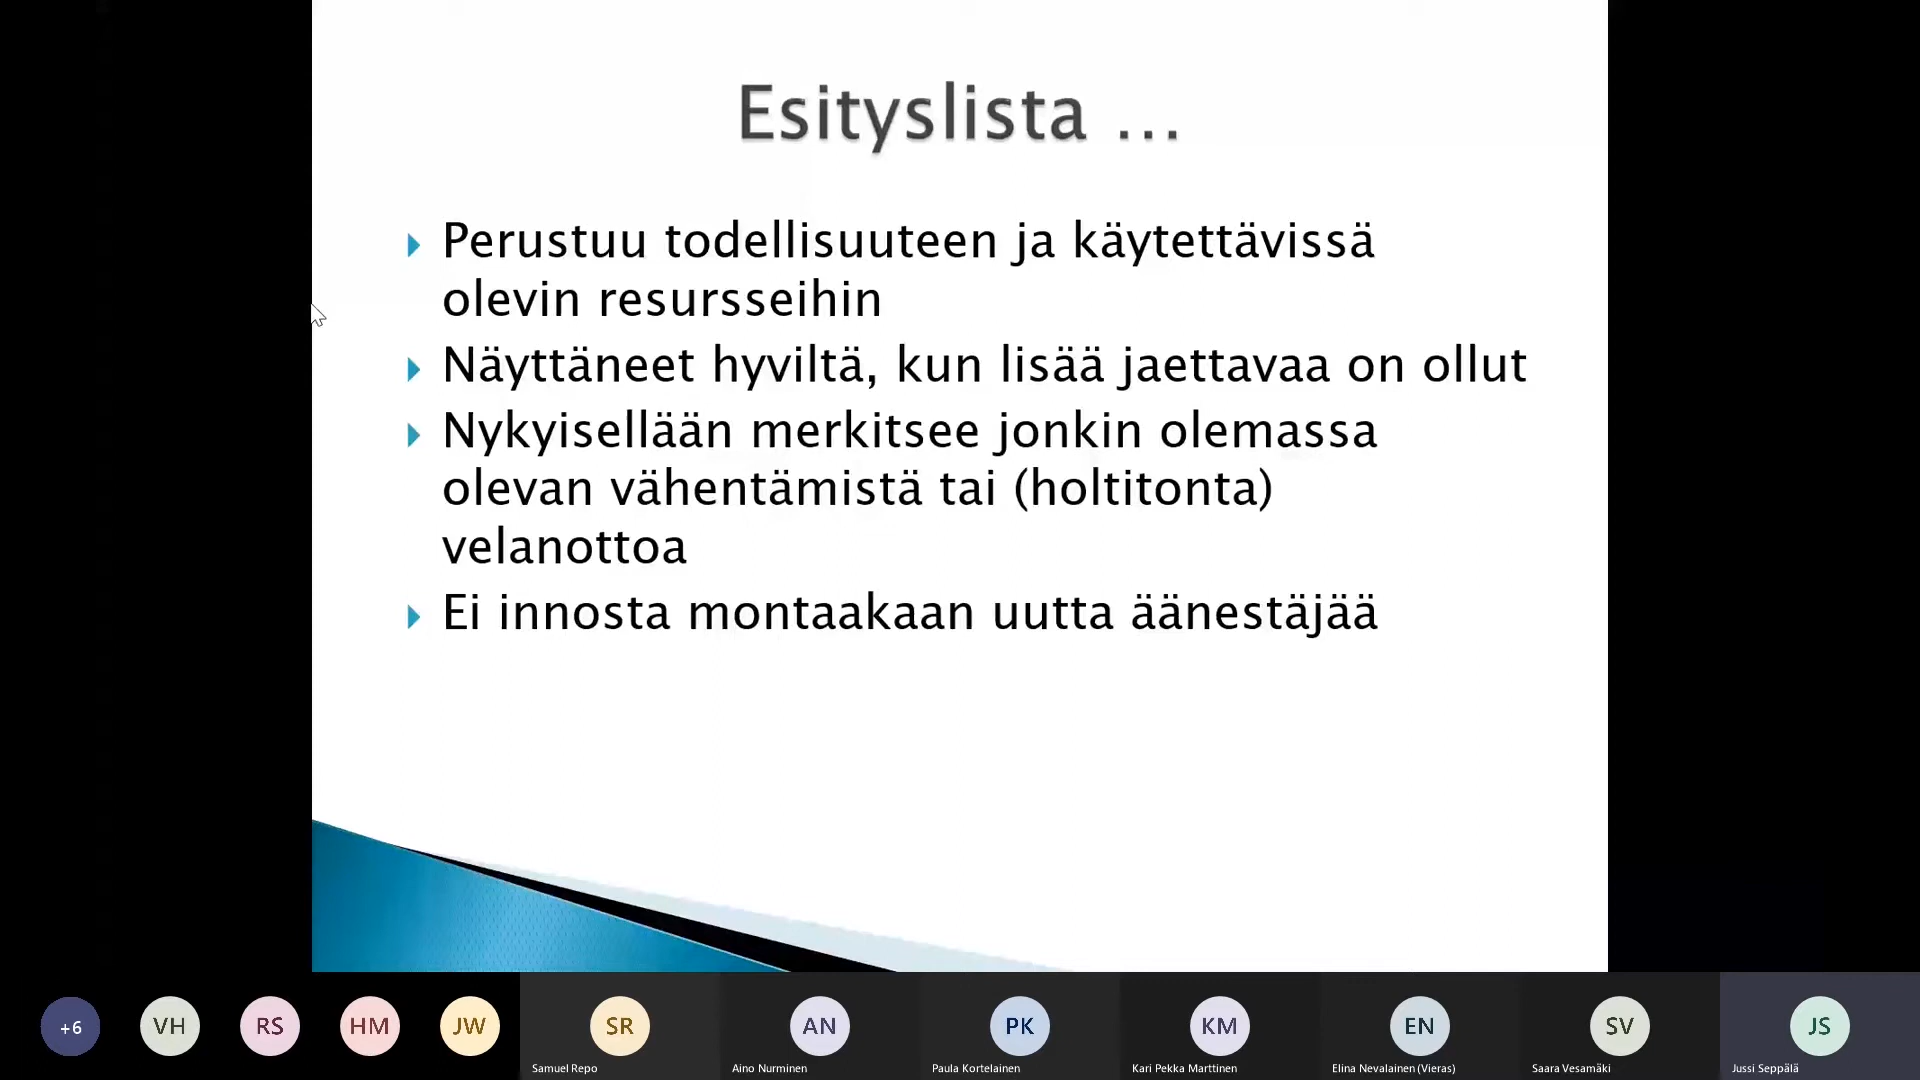 Esityslista ...
Perustuu todellisuuteen ja käytettävissä
olevin resursseihin
Näyttäneet hyviltä, kun lisää jaettavaa on ollut
Nykyisellään merkitsee jonkin olemassa
olevan vähentämistä tai (holtitonta)
velanottoa
Ei innosta montaakaan uutta äänestäjää
+6 VH RS HM JW SR AN PK KM EN SV JS
Samuel Repo Aino Nurminen Paula Kortelainen Kari Pekka Marttinen Elina Nevalainen (Vieras) Saara Vesamäki Jussi Seppälä